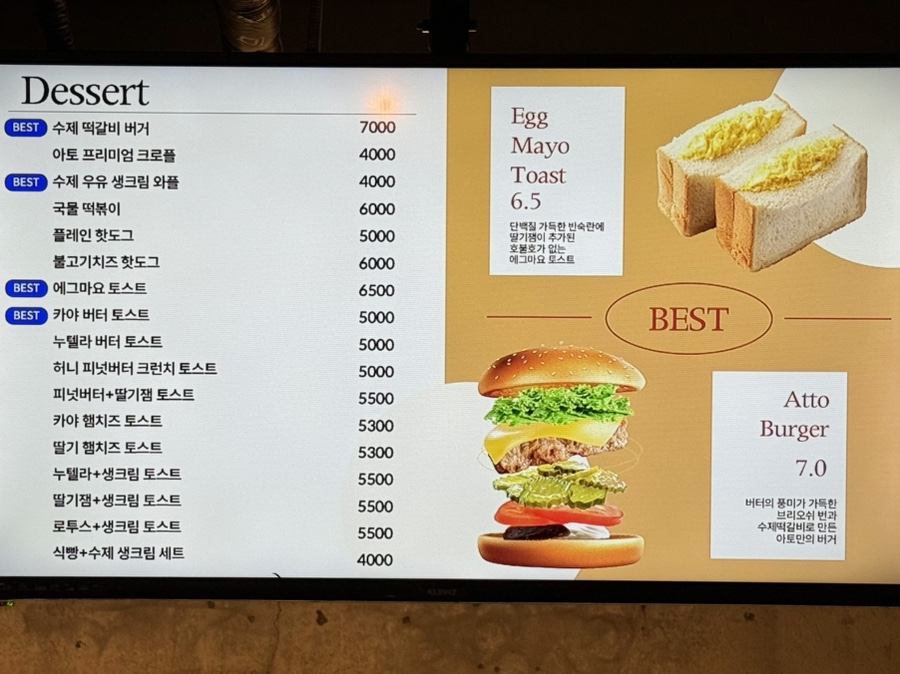 Dessert
BEST 수제 떡갈비 버거 7000
아토 프리미엄 크로플 4000
BEST 수제 우유 생크림 와플 4000
국물 떡볶이 6000
플레인 핫도그 5000
불고기치즈 핫도그 6000
BEST 에그마요 토스트 6500
BEST 카야 버터 토스트 5000
누텔라 버터 토스트 5000
허니 피넛버터 크런치 토스트 5000
피넛버터+딸기잼 토스트 5500
카야 햄치즈 토스트 5300
딸기 햄치즈 토스트 5300
누텔라+생크림 토스트 5500
딸기잼+생크림 토스트 5500
로투스+생크림 토스트 5500
식빵+수제 생크림 세트 4000
Egg
Mayo
Toast
6.5
단백질 가득한 반숙란에
딸기잼이 추가된
호불호가 없는
에그마요 토스트
BEST
Atto
Burger
7.0
버터의 풍미가 가득한
브리오쉬 번과
수제떡갈비로 만든
아토만의 버거